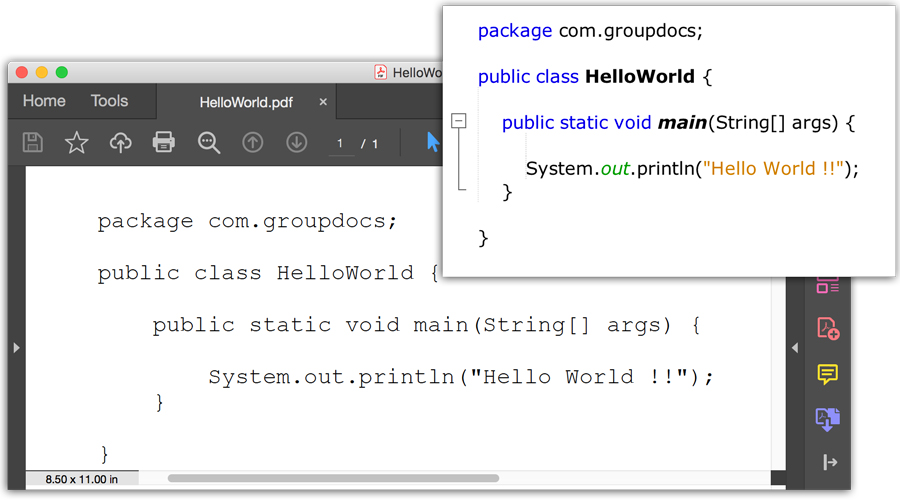 HelloWo
Home Tools HelloWorld.pdf ×
1 / 1
package com.groupdocs;
public class HelloWorld {
public static void main(String[] args) {
System.out.println("Hello World !!");
}
}
8.50 x 11.00 in
package com.groupdocs;
public class HelloWorld {
public static void main(String[] args) {
System.out.println("Hello World !!");
}
}